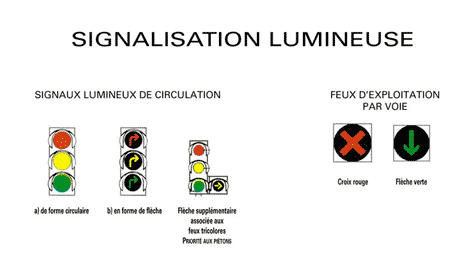 SIGNALISATION LUMINEUSE
SIGNAUX LUMINEUX DE CIRCULATION
a) de forme circulaire
b) en forme de flèche
Flèche supplémentaire
associée aux
feux tricolores
PRIORITÉ AUX PIÉTONS
FEUX D'EXPLOITATION
PAR VOIE
Croix rouge
Flèche verte